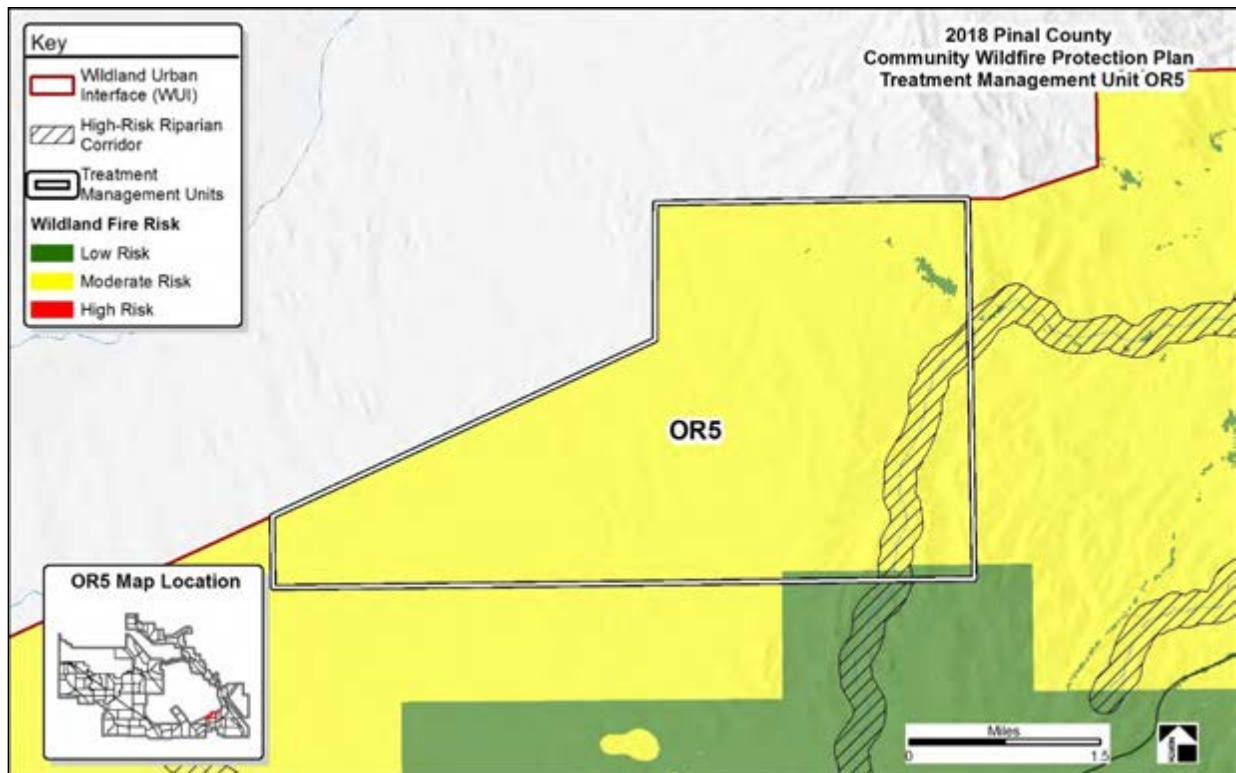 Key
Wildland Urban
Interface (WUI)
High-Risk Riparian
Corridor
Treatment
Management Units
Wildland Fire Risk
Low Risk
Moderate Risk
High Risk
2018 Pinal County
Community Wildfire Protection Plan
Treatment Management Unit OR5
OR5
OR5 Map Location
Miles
0 1.5